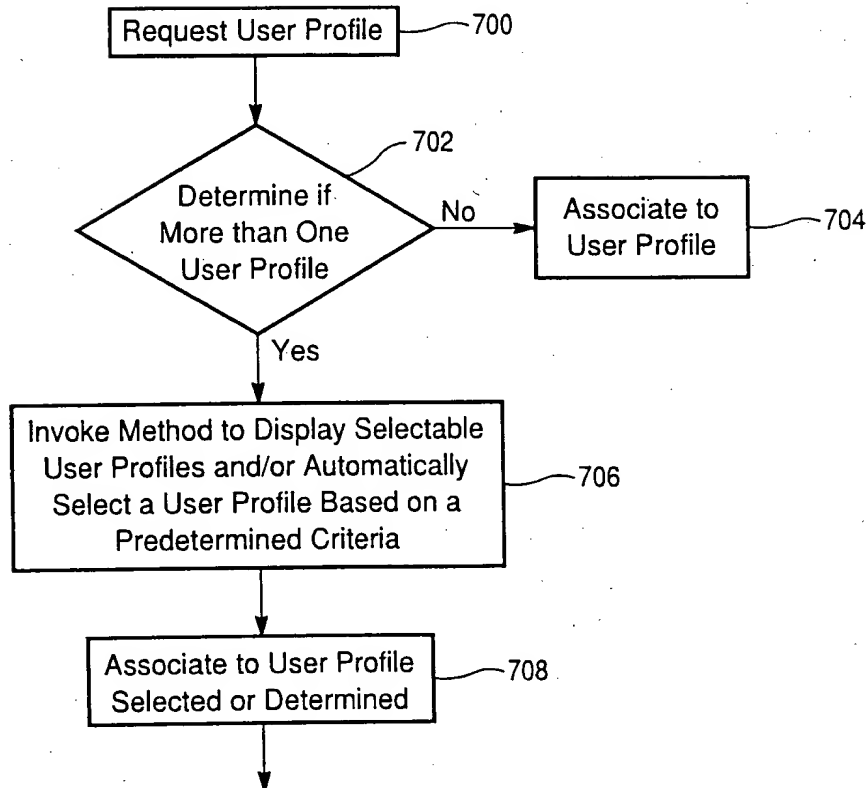 Request User Profile
700
702
Determine if
More than One
User Profile
No
Associate to
User Profile
704
Yes
Invoke Method to Display Selectable
User Profiles and/or Automatically
Select a User Profile Based on a
Predetermined Criteria
706
Associate to User Profile
Selected or Determined
708